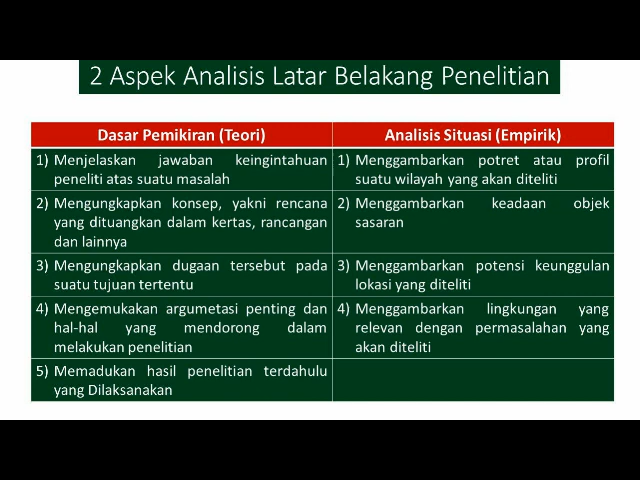 2 Aspek Analisis Latar Belakang Penelitian
Dasar Pemikiran (Teori)
Analisis Situasi (Empirik)
1) Menjelaskan jawaban keingintahuan
peneliti atas suatu masalah
1) Menggambarkan potret atau profil
suatu wilayah yang akan diteliti
2) Mengungkapkan konsep, yakni rencana
yang dituangkan dalam kertas, rancangan
dan lainnya
2) Menggambarkan keadaan objek
sasaran
3) Mengungkapkan dugaan tersebut pada
suatu tujuan tertentu
3) Menggambarkan potensi keunggulan
lokasi yang diteliti
4) Mengemukakan argumetasi penting dan
hal-hal yang mendorong dalam
melakukan penelitian
4) Menggambarkan lingkungan yang
relevan dengan permasalahan yang
akan diteliti
5) Memadukan hasil penelitian terdahulu
yang Dilaksanakan